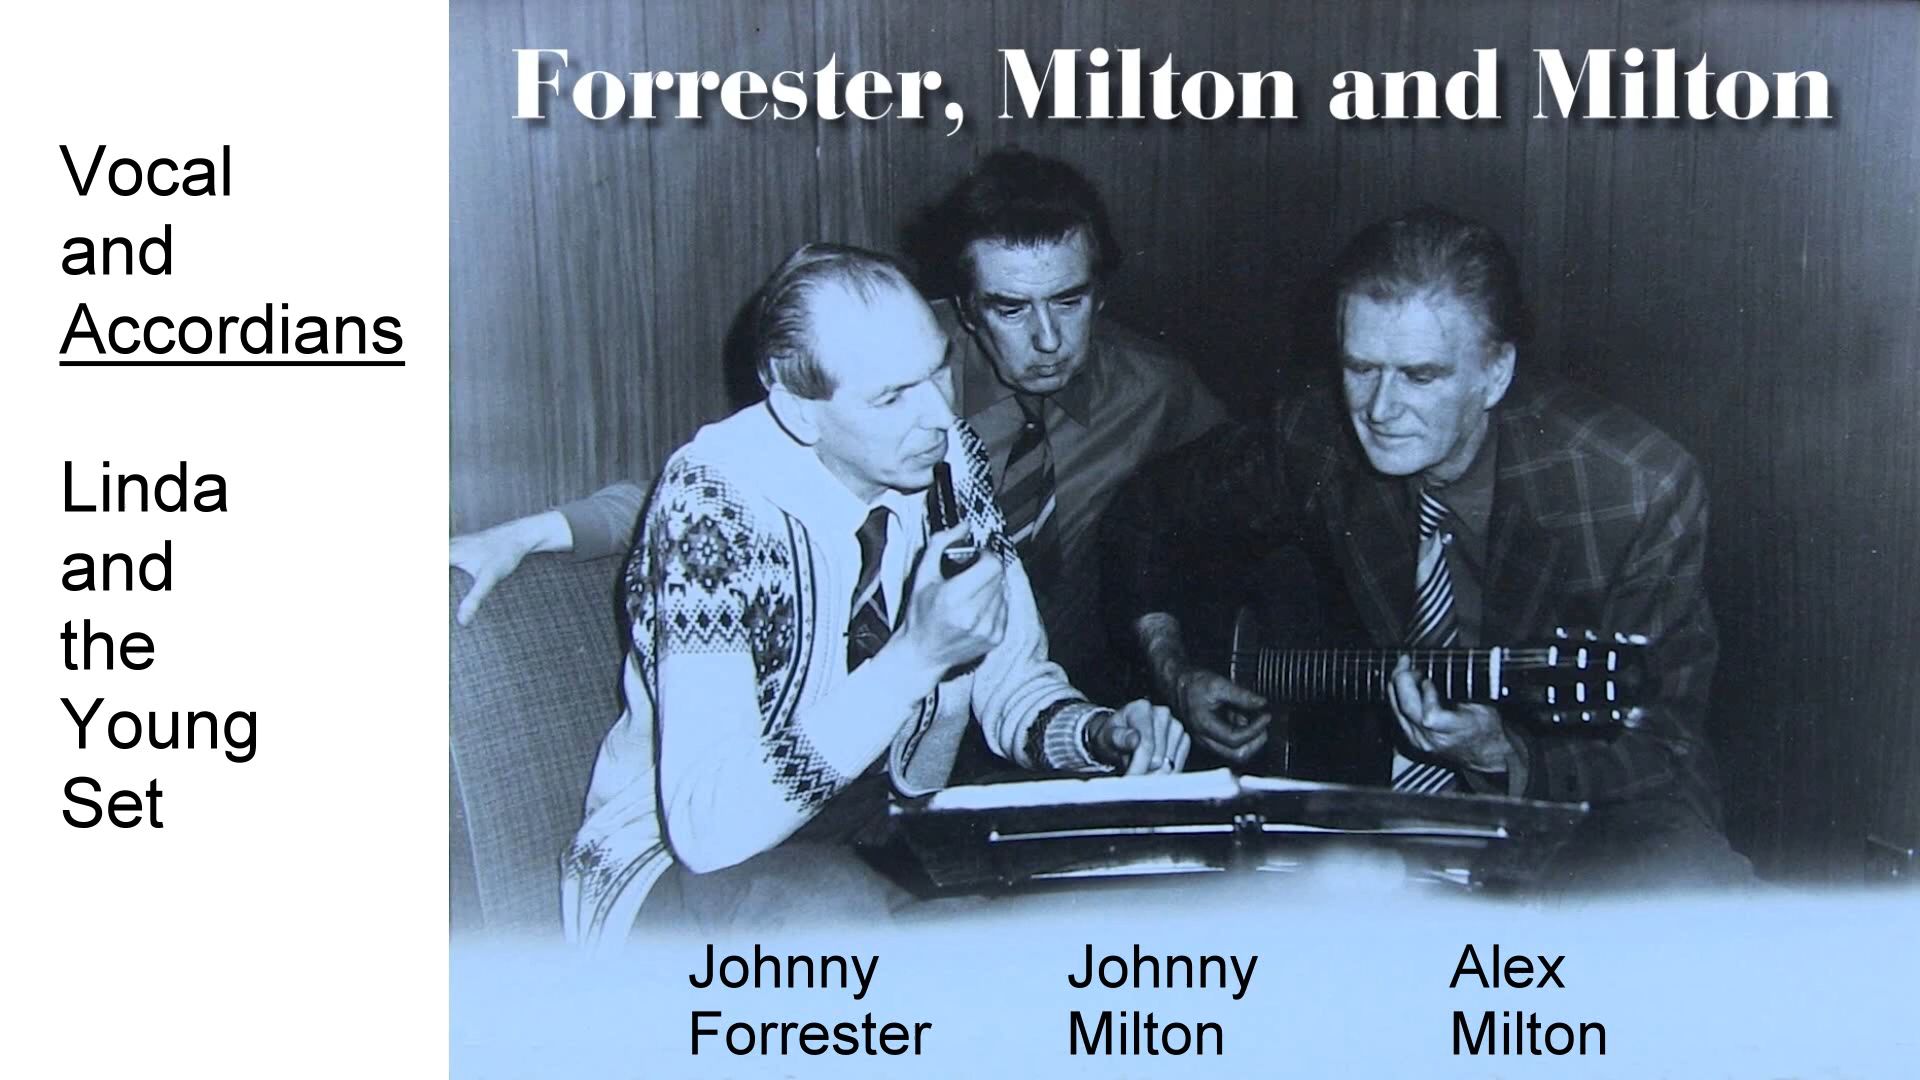 Forrester, Milton and Milton
Vocal
and
Accordians
Linda
and
the
Young
Set
Johnny
Forrester
Johnny
Milton
Alex
Milton